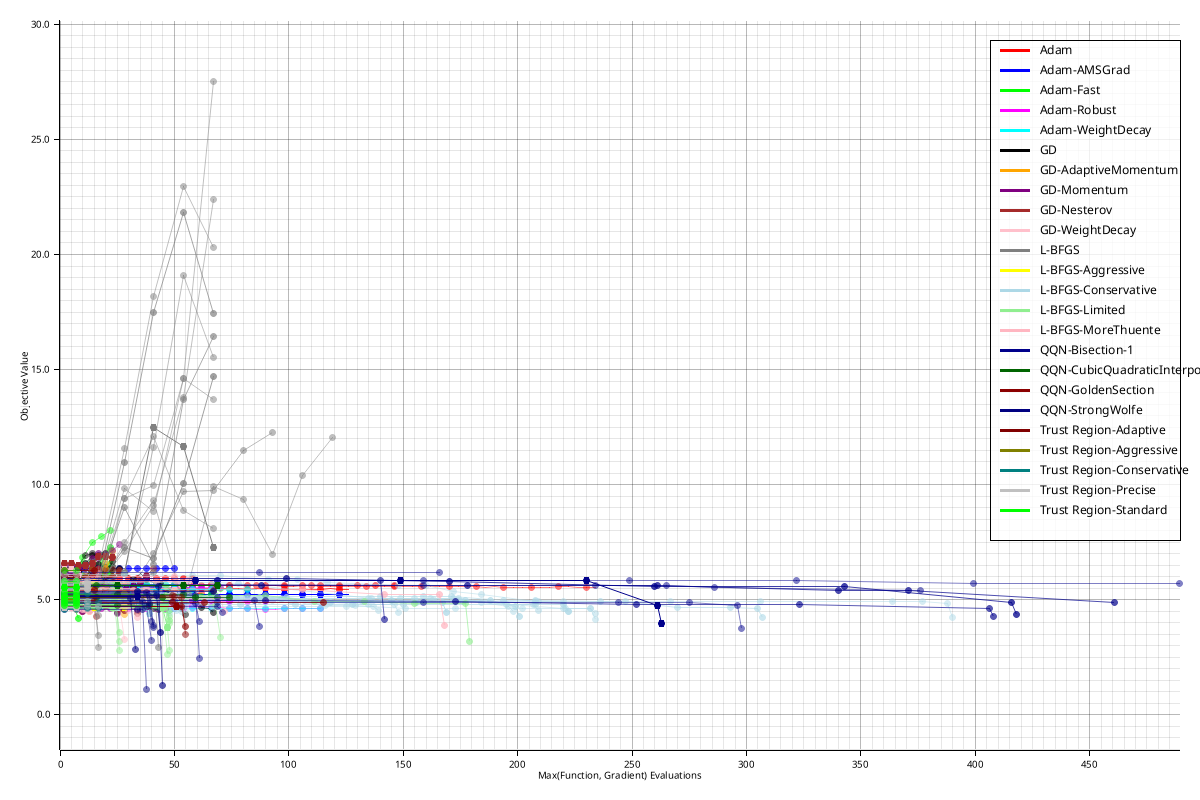 30.0
25.0
20.0
15.0
10.0
5.0
0.0
Objective Value
0
50
100
150
200
250
300
350
400
450
Max(Function, Gradient) Evaluations
Adam
Adam-AMSGrad
Adam-Fast
Adam-Robust
Adam-WeightDecay
GD
GD-AdaptiveMomentum
GD-Momentum
GD-Nesterov
GD-WeightDecay
L-BFGS
L-BFGS-Aggressive
L-BFGS-Conservative
L-BFGS-Limited
L-BFGS-MoreThuente
QQN-Bisection-1
QQN-CubicQuadraticInterpo
QQN-GoldenSection
QQN-StrongWolfe
Trust Region-Adaptive
Trust Region-Aggressive
Trust Region-Conservative
Trust Region-Precise
Trust Region-Standard